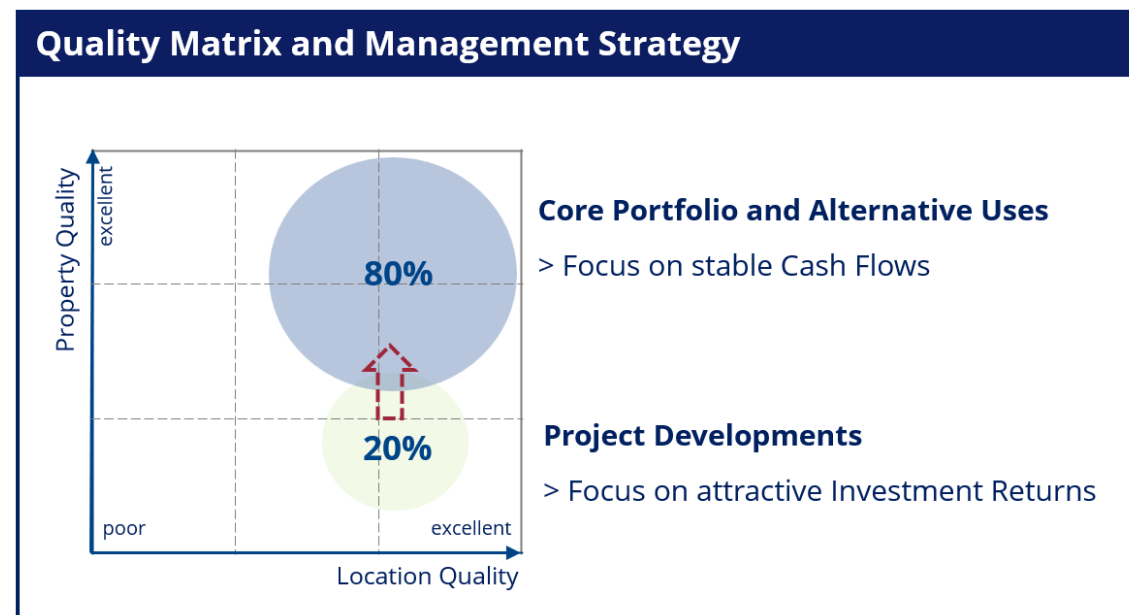 Quality Matrix and Management Strategy
Property Quality
excellent
80%
Core Portfolio and Alternative Uses
> Focus on stable Cash Flows
20%
Project Developments
> Focus on attractive Investment Returns
poor
excellent
Location Quality